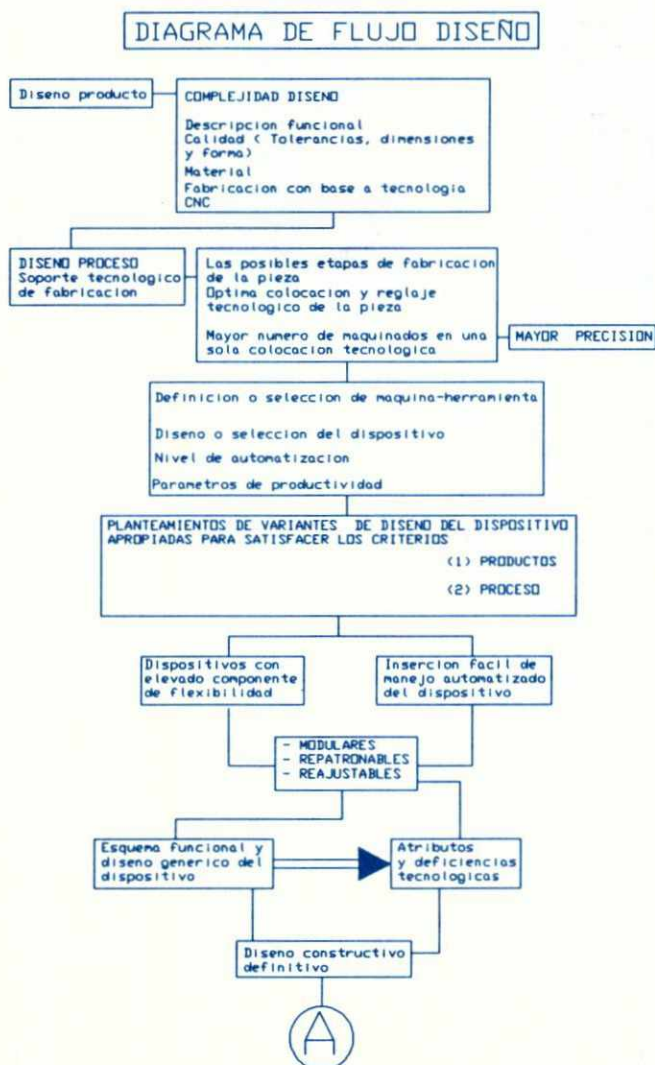 DIAGRAMA DE FLUJO DISEÑO
Diseno producto
COMPLEJIDAD DISENO
Descripcion funcional
Calidad ( Tolerancias, dimensiones
y forma)
Material
Fabricacion con base a tecnologia
CNC
DISENO PROCESO
Soporte tecnologico
de fabricacion
Las posibles etapas de fabricacion
de la pieza
Optima colocacion y reglaje
tecnologico de la pieza
Mayor numero de maquinados en una
sola colocacion tecnologica
MAYOR PRECISION
Definicion o seleccion de maquina-herramienta
Diseno o seleccion del dispositivo
Nivel de automatizacion
Parametros de productividad
PLANTEAMIENTOS DE VARIANTES DE DISENO DEL DISPOSITIVO
APROPIADAS PARA SATISFACER LOS CRITERIOS
(1) PRODUCTOS
(2) PROCESO
Dispositivos con
elevado componente
de flexibilidad
Insercion facil de
manejo automatizado
del dispositivo
- MODULARES
- REPATRONABLES
- REAJUSTABLES
Esquema funcional y
diseno generico del
dispositivo
Atributos
y deficiencias
tecnologicas
Diseno constructivo
definitivo
A